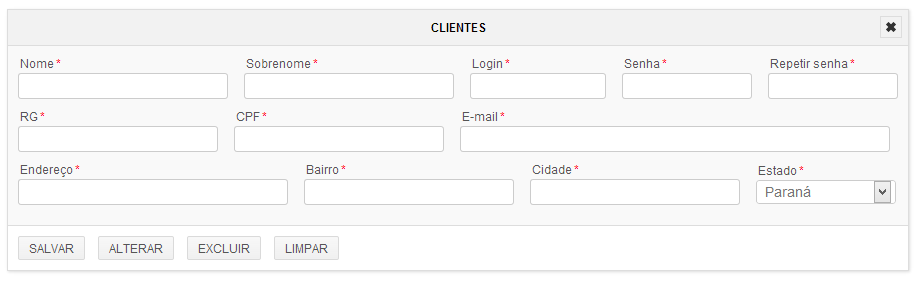 CLIENTES
Nome * Sobrenome * Login * Senha * Repetir senha *
RG * CPF * E-mail *
Endereço * Bairro * Cidade * Estado *
Paraná
SALVAR ALTERAR EXCLUIR LIMPAR